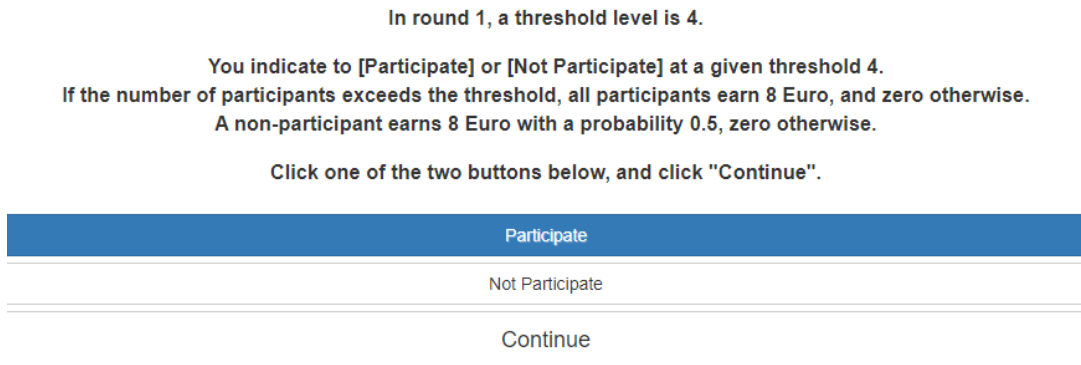 In round 1, a threshold level is 4.
You indicate to [Participate] or [Not Participate] at a given threshold 4.
If the number of participants exceeds the threshold, all participants earn 8 Euro, and zero otherwise.
A non-participant earns 8 Euro with a probability 0.5, zero otherwise.
Click one of the two buttons below, and click "Continue".
Participate
Not Participate
Continue